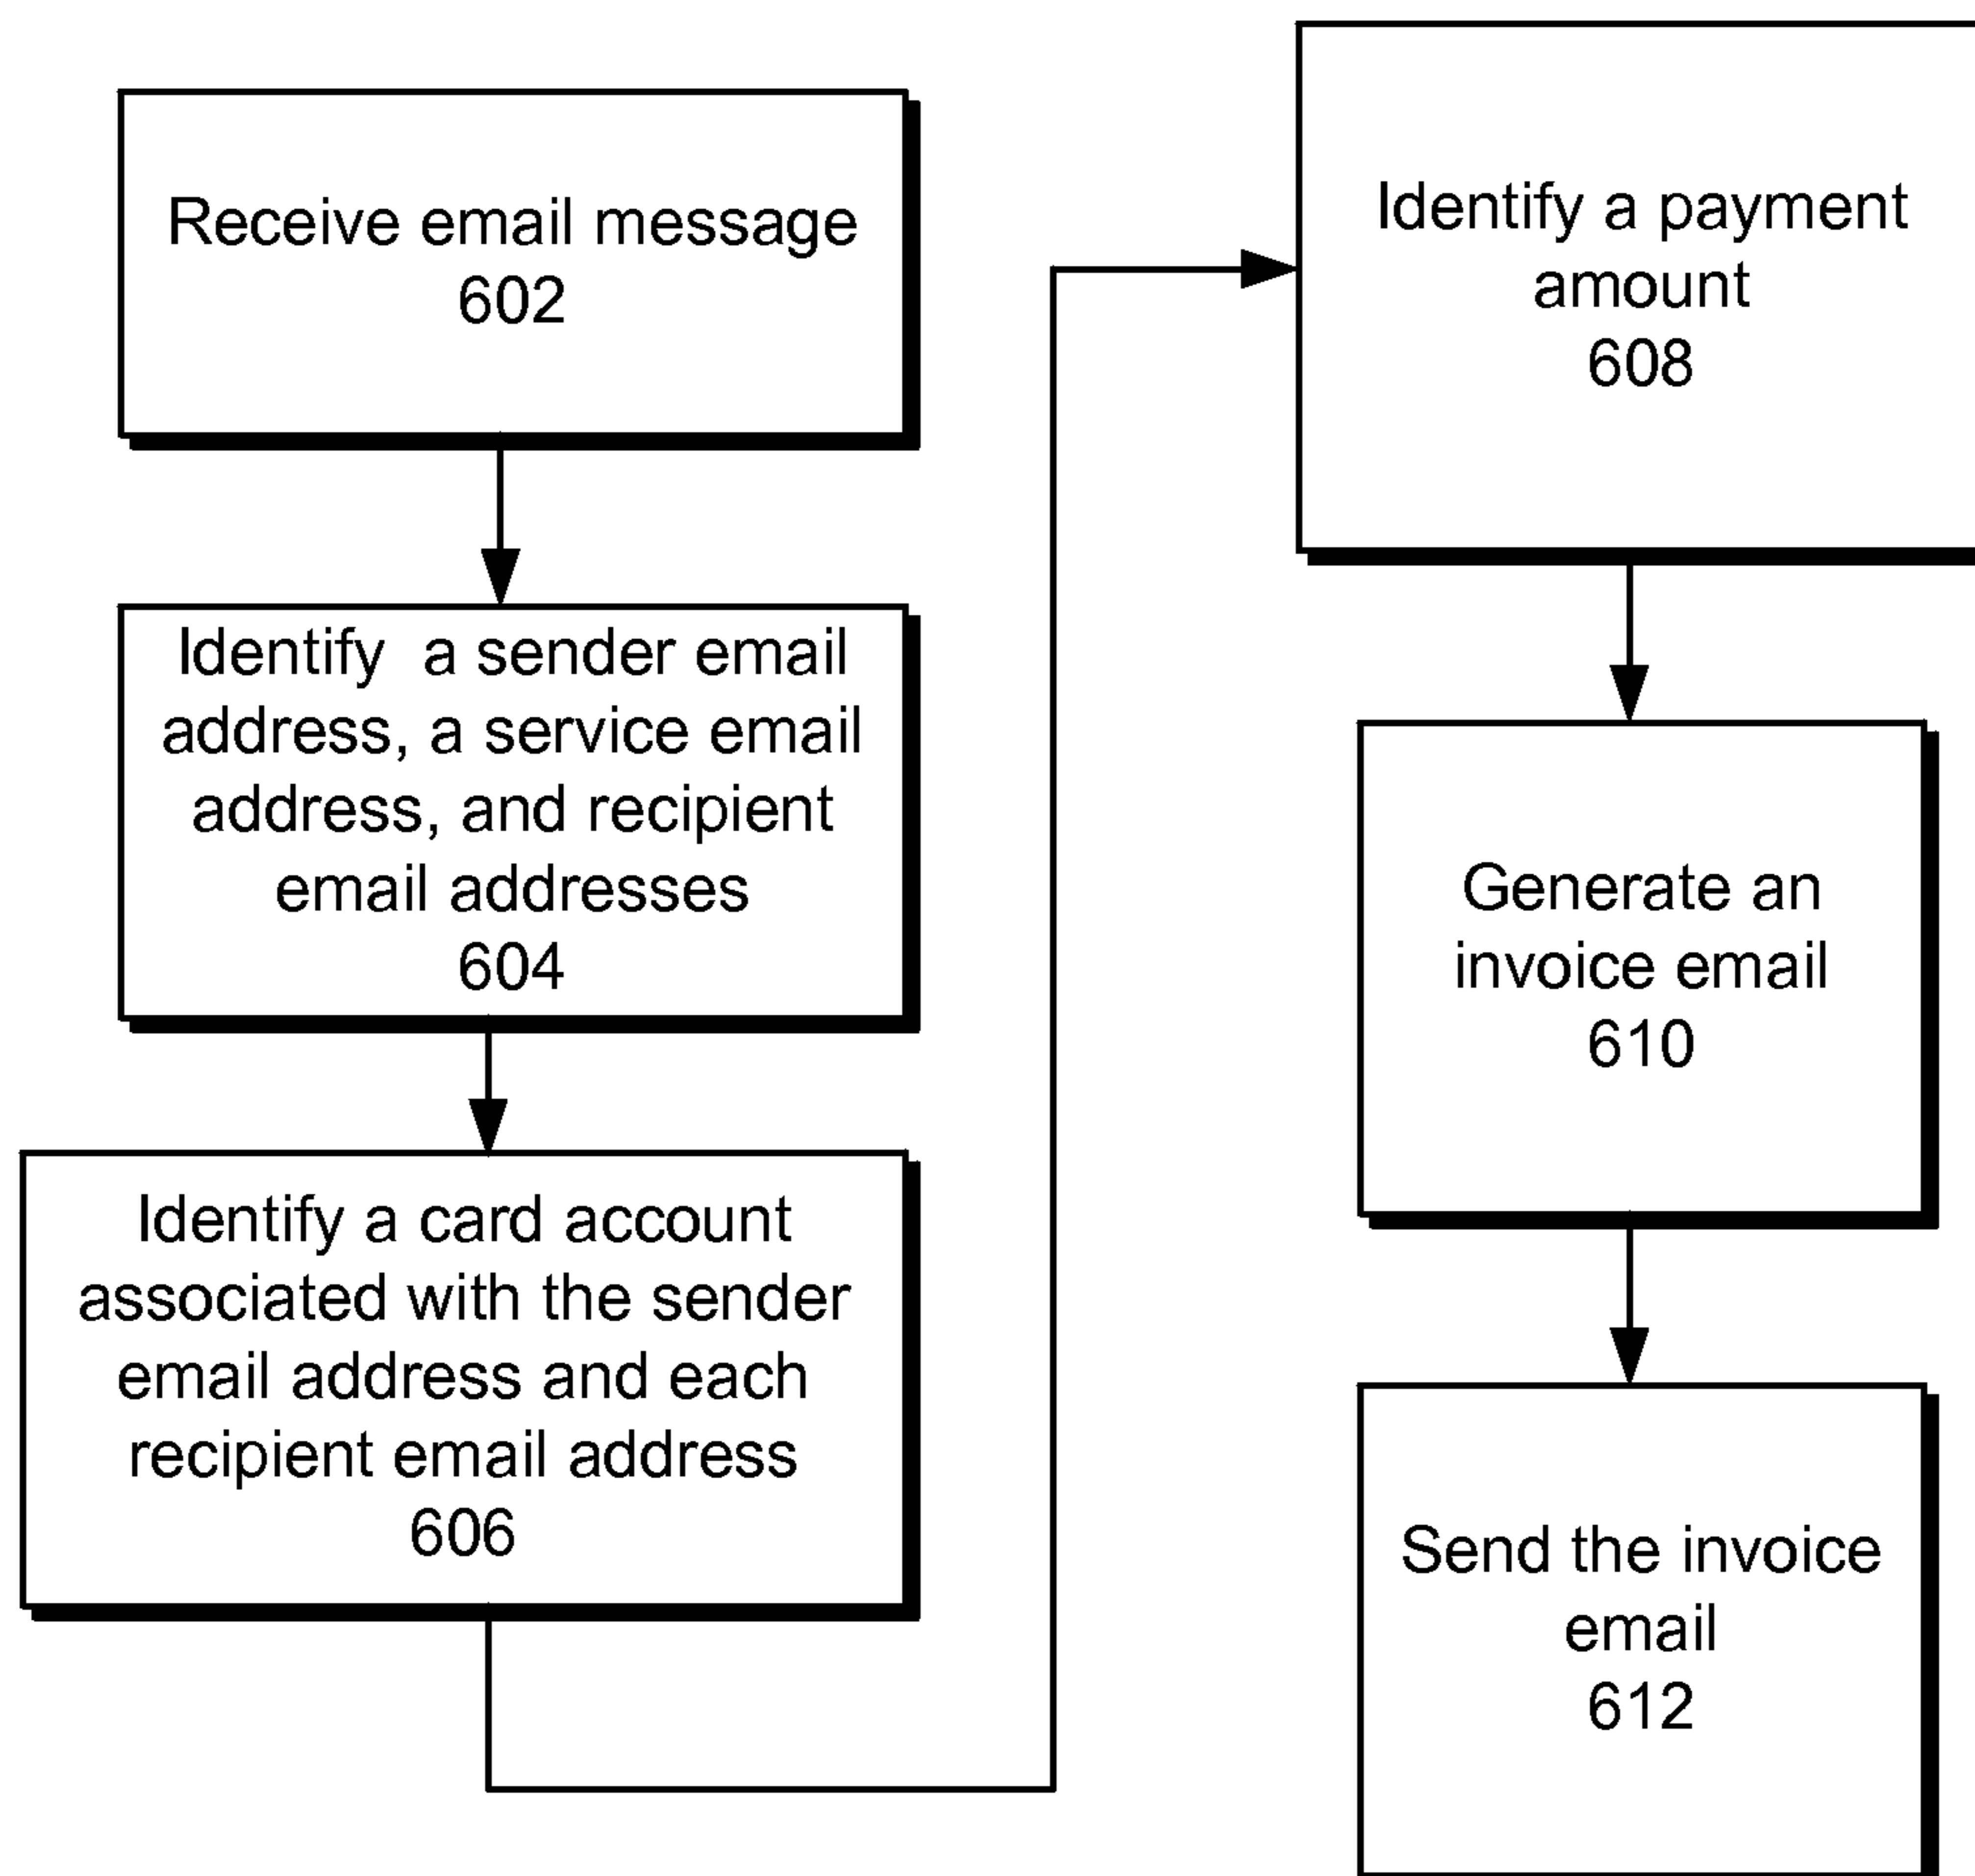 Receive email message
602
Identify a sender email
address, a service email
address, and recipient
email addresses
604
Identify a card account
associated with the sender
email address and each
recipient email address
606
Identify a payment
amount
608
Generate an
invoice email
610
Send the invoice
email
612